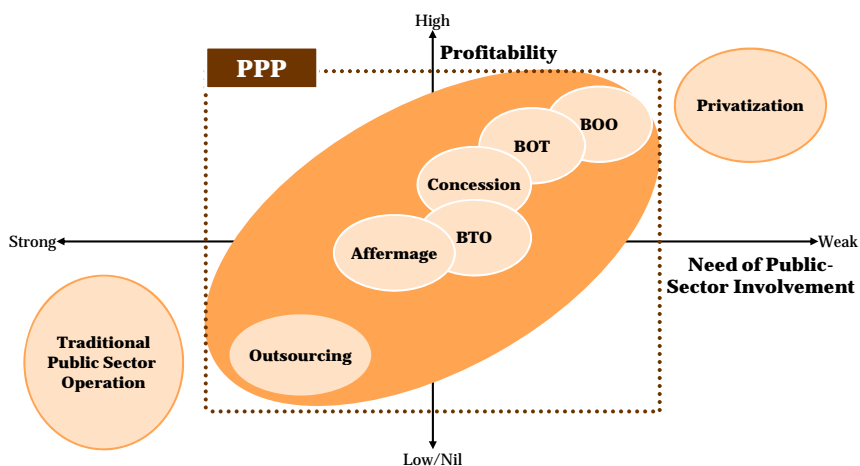 High
PPP
Profitability
Privatization
BOO
BOT
Concession
BTO
Affermage
Strong
Weak
Need of Public-
Sector Involvement
Traditional
Public Sector
Operation
Outsourcing
Low/Nil